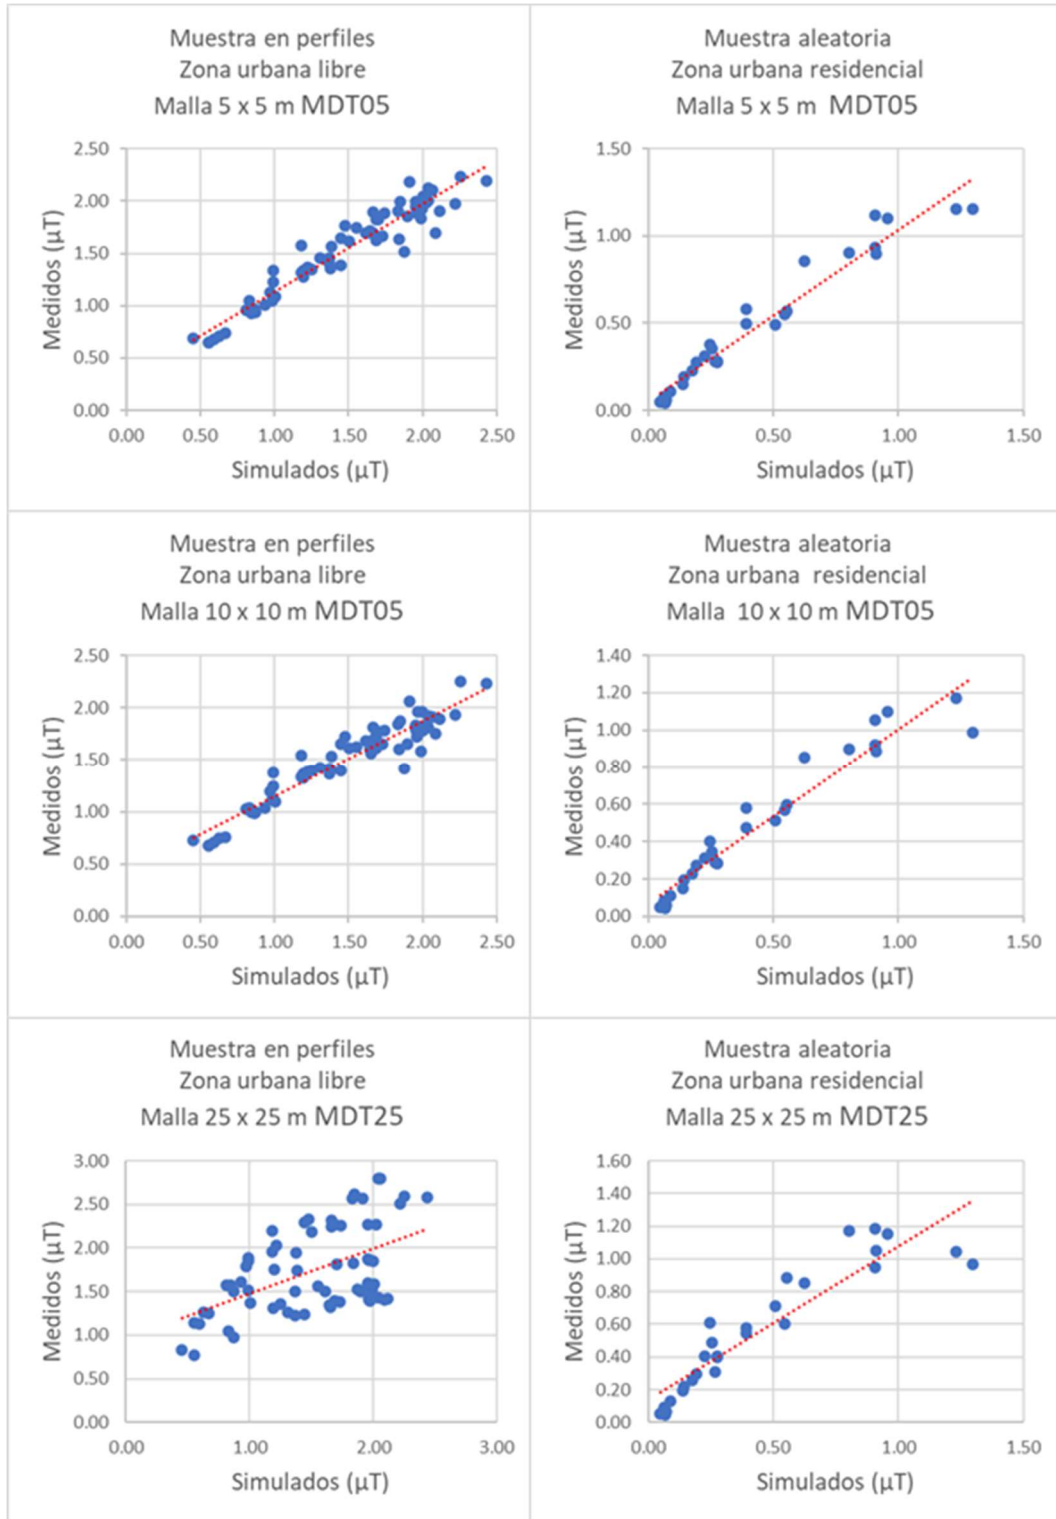 Muestra en perfiles
Zona urbana libre
Malla 5 x 5 m MDT05
2.50
2.00
1.50
1.00
0.50
0.00
Medidos (µT)
0.00 0.50 1.00 1.50 2.00 2.50
Simulados (µT)
Muestra aleatoria
Zona urbana residencial
Malla 5 x 5 m MDT05
1.50
1.00
0.50
0.00
Medidos (µT)
0.00 0.50 1.00 1.50
Simulados (µT)
Muestra en perfiles
Zona urbana libre
Malla 10 x 10 m MDT05
2.50
2.00
1.50
1.00
0.50
0.00
Medidos (µT)
0.00 0.50 1.00 1.50 2.00 2.50
Simulados (µT)
Muestra aleatoria
Zona urbana residencial
Malla 10 x 10 m MDT05
1.40
1.20
1.00
0.80
0.60
0.40
0.20
0.00
Medidos (µT)
0.00 0.50 1.00 1.50
Simulados (µT)
Muestra en perfiles
Zona urbana libre
Malla 25 x 25 m MDT25
3.00
2.50
2.00
1.50
1.00
0.50
0.00
Medidos (µT)
0.00 1.00 2.00 3.00
Simulados (µT)
Muestra aleatoria
Zona urbana residencial
Malla 25 x 25 m MDT25
1.60
1.40
1.20
1.00
0.80
0.60
0.40
0.20
0.00
Medidos (µT)
0.00 0.50 1.00 1.50
Simulados (µT)